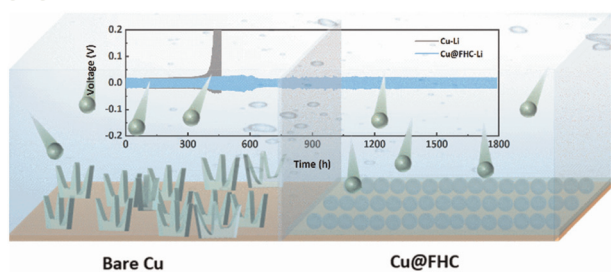 0.2
0.1
0.0
-0.1
-0.2
Voltage (V)
Cu-Li
Cu@FHC-Li
0 300 600 900 1200 1500 1800
Time (h)
Bare Cu Cu@FHC